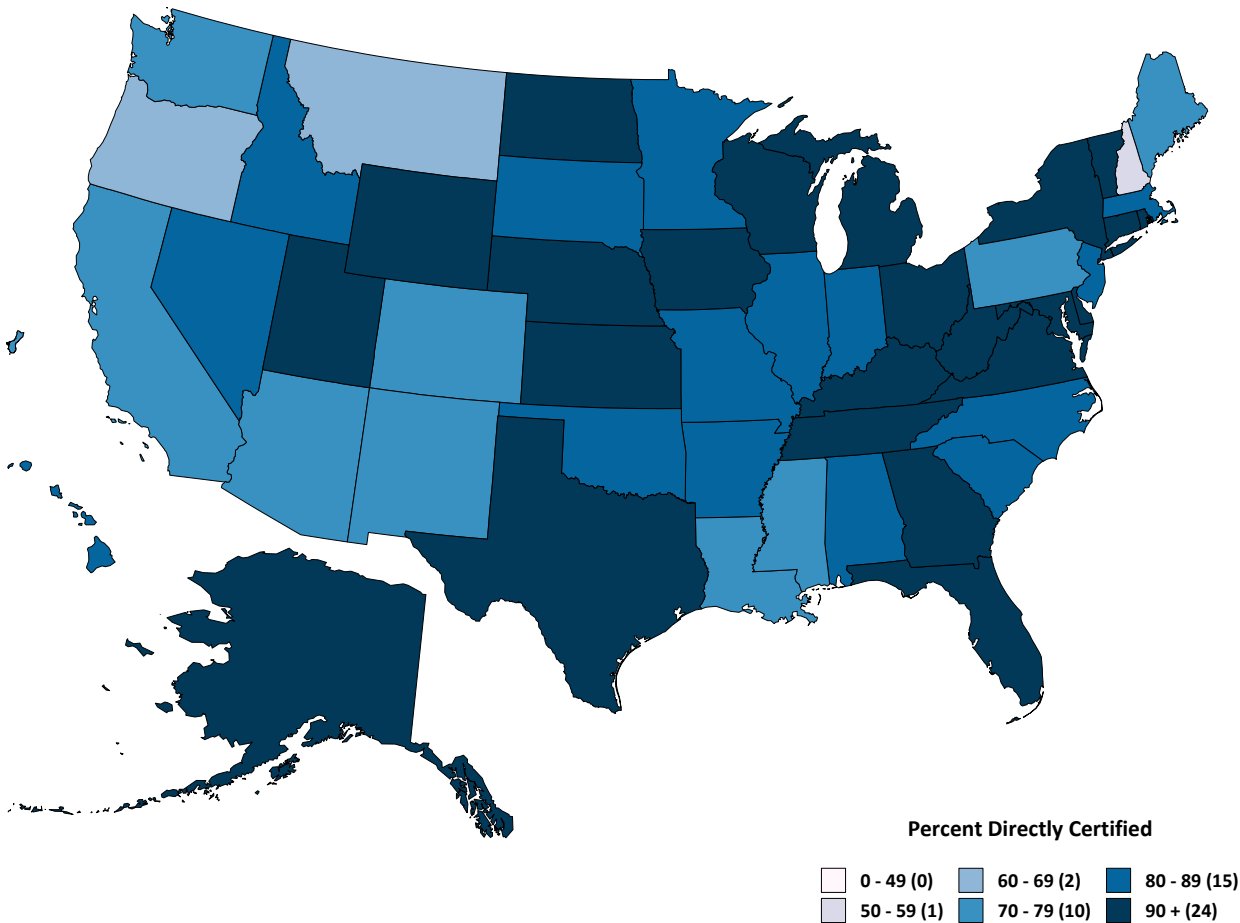 Percent Directly Certified
0 - 49 (0) 60 - 69 (2) 80 - 89 (15)
50 - 59 (1) 70 - 79 (10) 90 + (24)